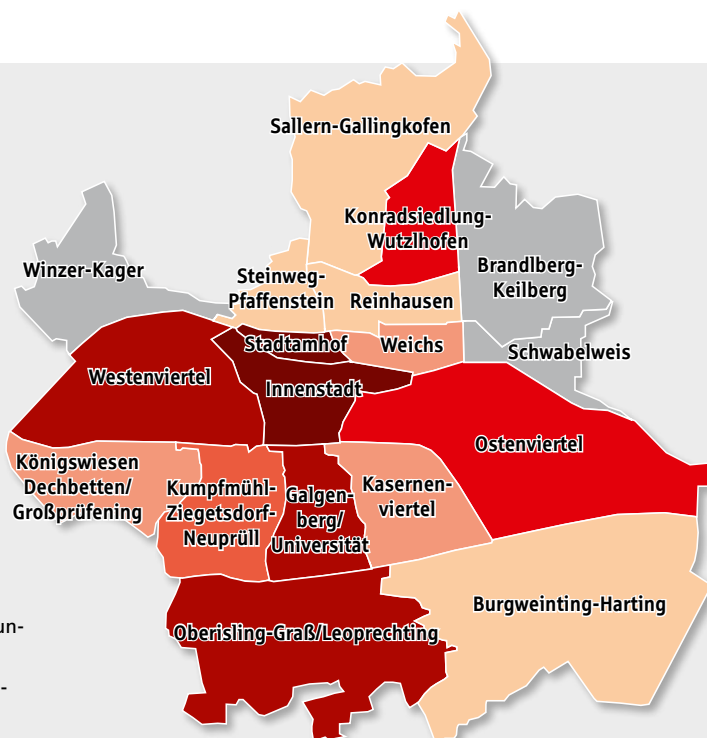 Sallern-Gallingkofen
Konradsiedlung-
Wutzlhofen
Winzer-Kager
Steinweg-
Pfaffenstein
Reinhausen
Brandlberg-
Keilberg
Stadtamhof
Weichs
Schwabelweis
Westenviertel
Innenstadt
Ostenviertel
Königswiesen
Dechbetten/
Großprüfening
Kumpfmühl-
Ziegetsdorf-
Neuprüll
Galgen-
berg/
Universität
Kasernen-
viertel
Burgweinting-Harting
Oberisling-Graß/Leoprechting
un-
-